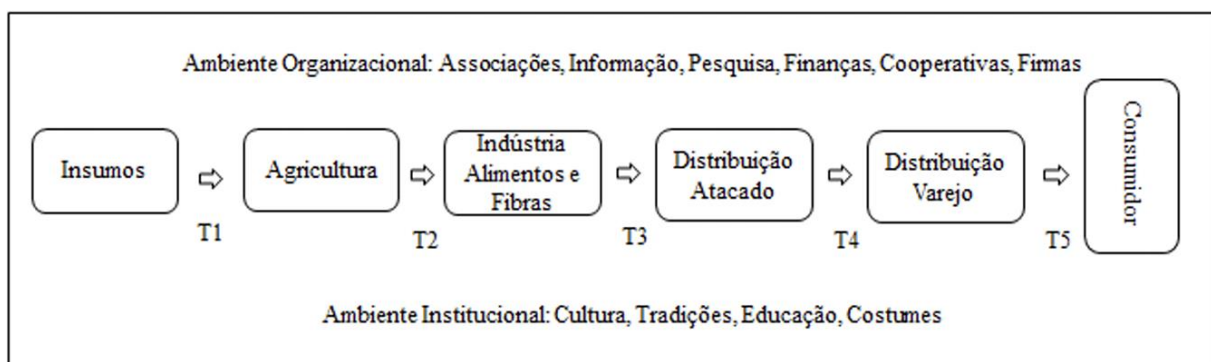 Ambiente Organizacional: Associações, Informação, Pesquisa, Finanças, Cooperativas, Firmas
Insumos
Agricultura
Indústria
Alimentos e
Fibras
Distribuição
Atacado
Distribuição
Varejo
Consumidor
T1
T2
T3
T4
T5
Ambiente Institucional: Cultura, Tradições, Educação, Costumes